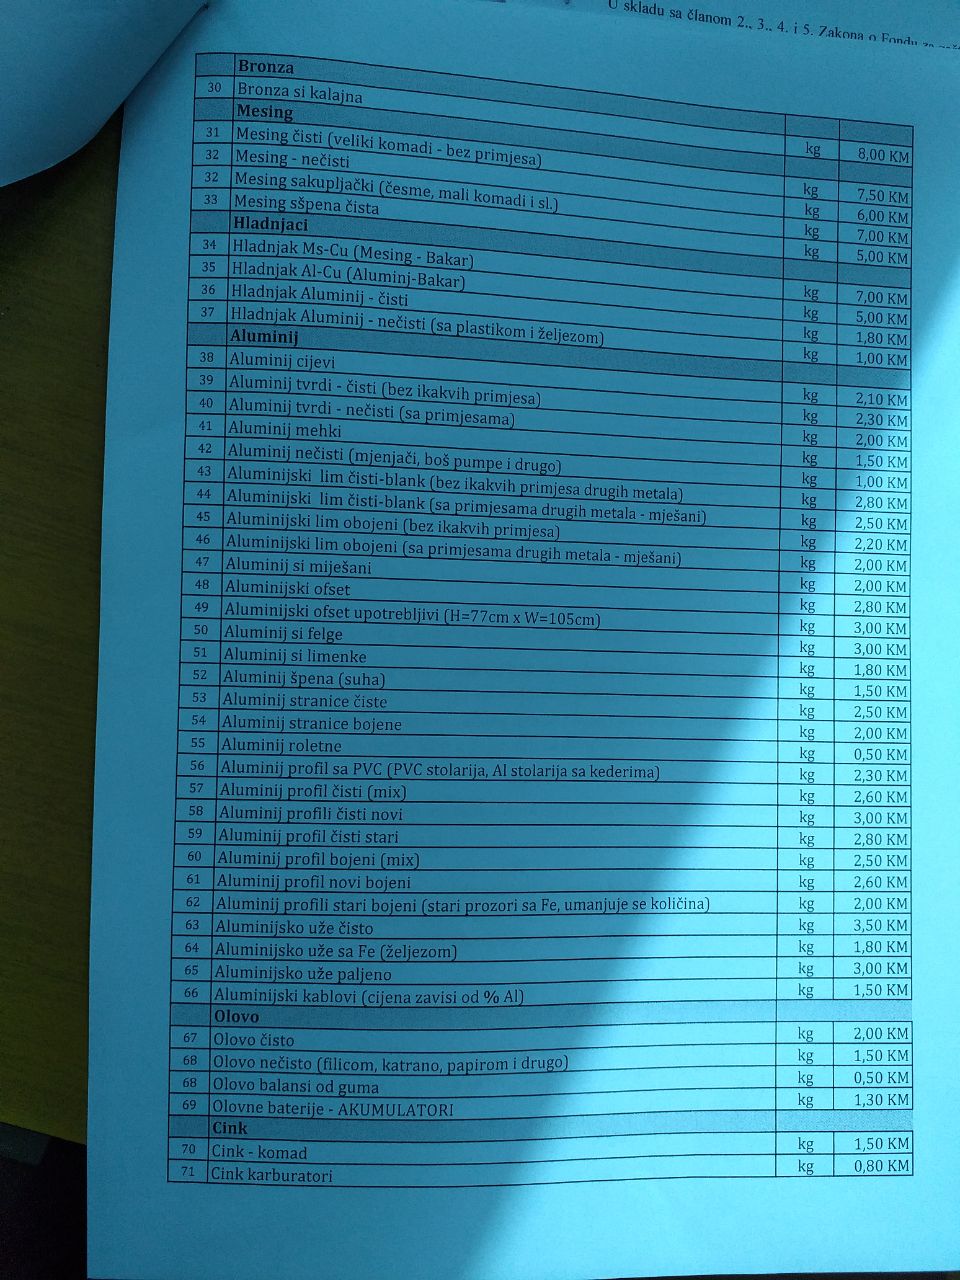 U skladu sa članom 2., 3., 4. i 5. Zakona o Fondu za
Bronza
30 Bronza si kalajna kg 8,00 KM
Mesing
31 Mesing čisti (veliki komadi - bez primjesa) kg 7,50 KM
32 Mesing - nečisti kg 6,00 KM
32 Mesing sakupljački (česme, mali komadi i sl.) kg 7,00 KM
33 Mesing sšpena čista kg 5,00 KM
Hladnjaci
34 Hladnjak Ms-Cu (Mesing - Bakar) kg 7,00 KM
35 Hladnjak Al-Cu (Aluminj-Bakar) kg 5,00 KM
36 Hladnjak Aluminij - čisti kg 1,80 KM
37 Hladnjak Aluminij - nečisti (sa plastikom i željezom) kg 1,00 KM
Aluminij
38 Aluminij cijevi kg 2,10 KM
39 Aluminij tvrdi - čisti (bez ikakvih primjesa) kg 2,30 KM
40 Aluminij tvrdi - nečisti (sa primjesama) kg 2,00 KM
41 Aluminij mehki kg 1,50 KM
42 Aluminij nečisti (mjenjači, boš pumpe i drugo) kg 1,00 KM
43 Aluminijski lim čisti-blank (bez ikakvih primjesa drugih metala) kg 2,80 KM
44 Aluminijski lim čisti-blank (sa primjesama drugih metala - mješani) kg 2,50 KM
45 Aluminijski lim obojeni (bez ikakvih primjesa) kg 2,20 KM
46 Aluminijski lim obojeni (sa primjesama drugih metala - mješani) kg 2,00 KM
47 Aluminij si miješani kg 2,00 KM
48 Aluminijski ofset kg 2,80 KM
49 Aluminijski ofset upotrebljivi (H=77cm x W=105cm) kg 3,00 KM
50 Aluminij si felge kg 3,00 KM
51 Aluminij si limenke kg 1,80 KM
52 Aluminij špena (suha) kg 1,50 KM
53 Aluminij stranice čiste kg 2,50 KM
54 Aluminij stranice bojene kg 2,00 KM
55 Aluminij roletne kg 0,50 KM
56 Aluminij profil sa PVC (PVC stolarija, Al stolarija sa kederima) kg 2,30 KM
57 Aluminij profil čisti (mix) kg 2,60 KM
58 Aluminij profili čisti novi kg 3,00 KM
59 Aluminij profil čisti stari kg 2,80 KM
60 Aluminij profil bojeni (mix) kg 2,50 KM
61 Aluminij profil novi bojeni kg 2,60 KM
62 Aluminij profili stari bojeni (stari prozori sa Fe, umanjuje se količina) kg 2,00 KM
63 Aluminijsko uže čisto kg 3,50 KM
64 Aluminijsko uže sa Fe (željezom) kg 1,80 KM
65 Aluminijsko uže paljeno kg 3,00 KM
66 Aluminijski kablovi (cijena zavisi od % Al) kg 1,50 KM
Olovo
67 Olovo čisto kg 2,00 KM
68 Olovo nečisto (filicom, katrano, papirom i drugo) kg 1,50 KM
68 Olovo balansi od guma kg 0,50 KM
69 Olovne baterije - AKUMULATORI kg 1,30 KM
Cink
70 Cink - komad kg 1,50 KM
71 Cink karburatori kg 0,80 KM